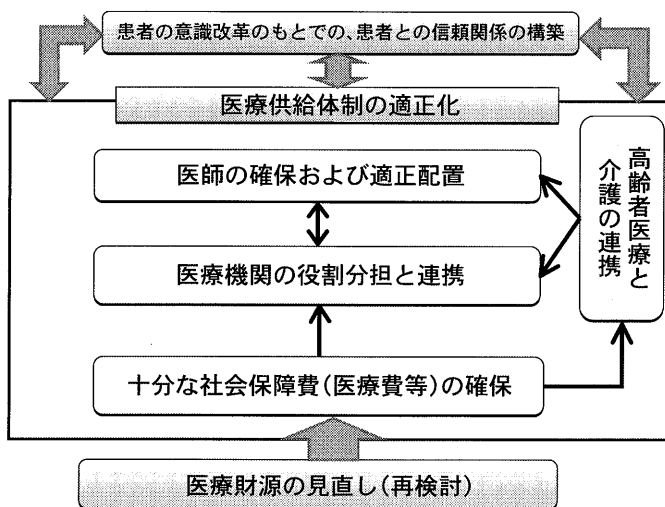 患者の意識改革のもとでの、患者との信頼関係の構築
医療供給体制の適正化
医師の確保および適正配置
医療機関の役割分担と連携
高齢者医療と
介護の連携
十分な社会保障費(医療費等)の確保
医療財源の見直し(再検討)